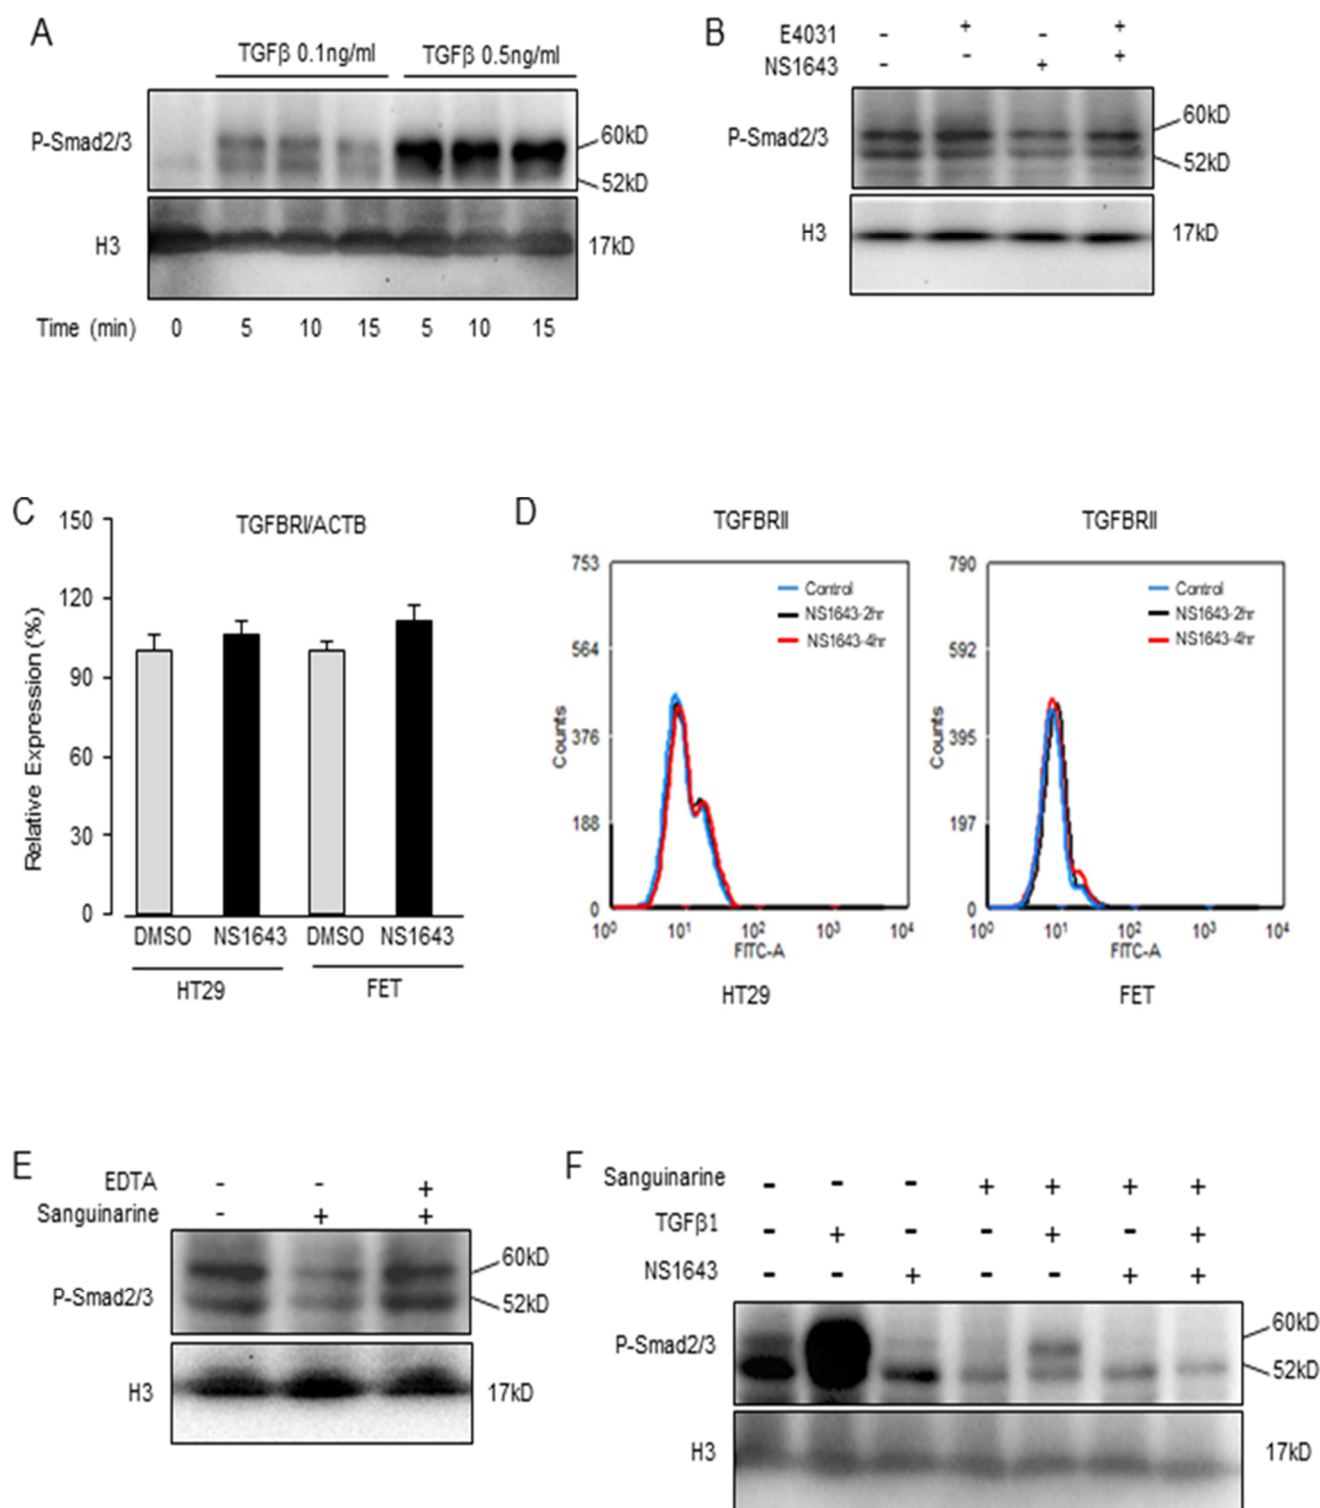 A
TGFβ 0.1ng/ml TGFβ 0.5ng/ml
P-Smad2/3
60kD
52kD
H3
17kD
Time (min) 0 5 10 15 5 10 15
B
E4031 - + - +
NS1643 - - + +
P-Smad2/3
60kD
52kD
H3
17kD
C
TGFBRI/ACTB
Relative Expression (%)
150
120
90
60
30
0
DMSO NS1643 DMSO NS1643
HT29 FET
D
TGFBRII
Counts
753
564
376
188
0
Control
NS1643-2hr
NS1643-4hr
10⁰ 10¹ 10² 10³ 10⁴
FITC-A
HT29
TGFBRII
Counts
790
592
395
197
0
Control
NS1643-2hr
NS1643-4hr
10⁰ 10¹ 10² 10³ 10⁴
FITC-A
FET
E
EDTA - - +
Sanguinarine - + +
P-Smad2/3
60kD
52kD
H3
17kD
F
Sanguinarine - - - + + + +
TGFβ1 - + - - + - +
NS1643 - - + - - + +
P-Smad2/3
60kD
52kD
H3
17kD